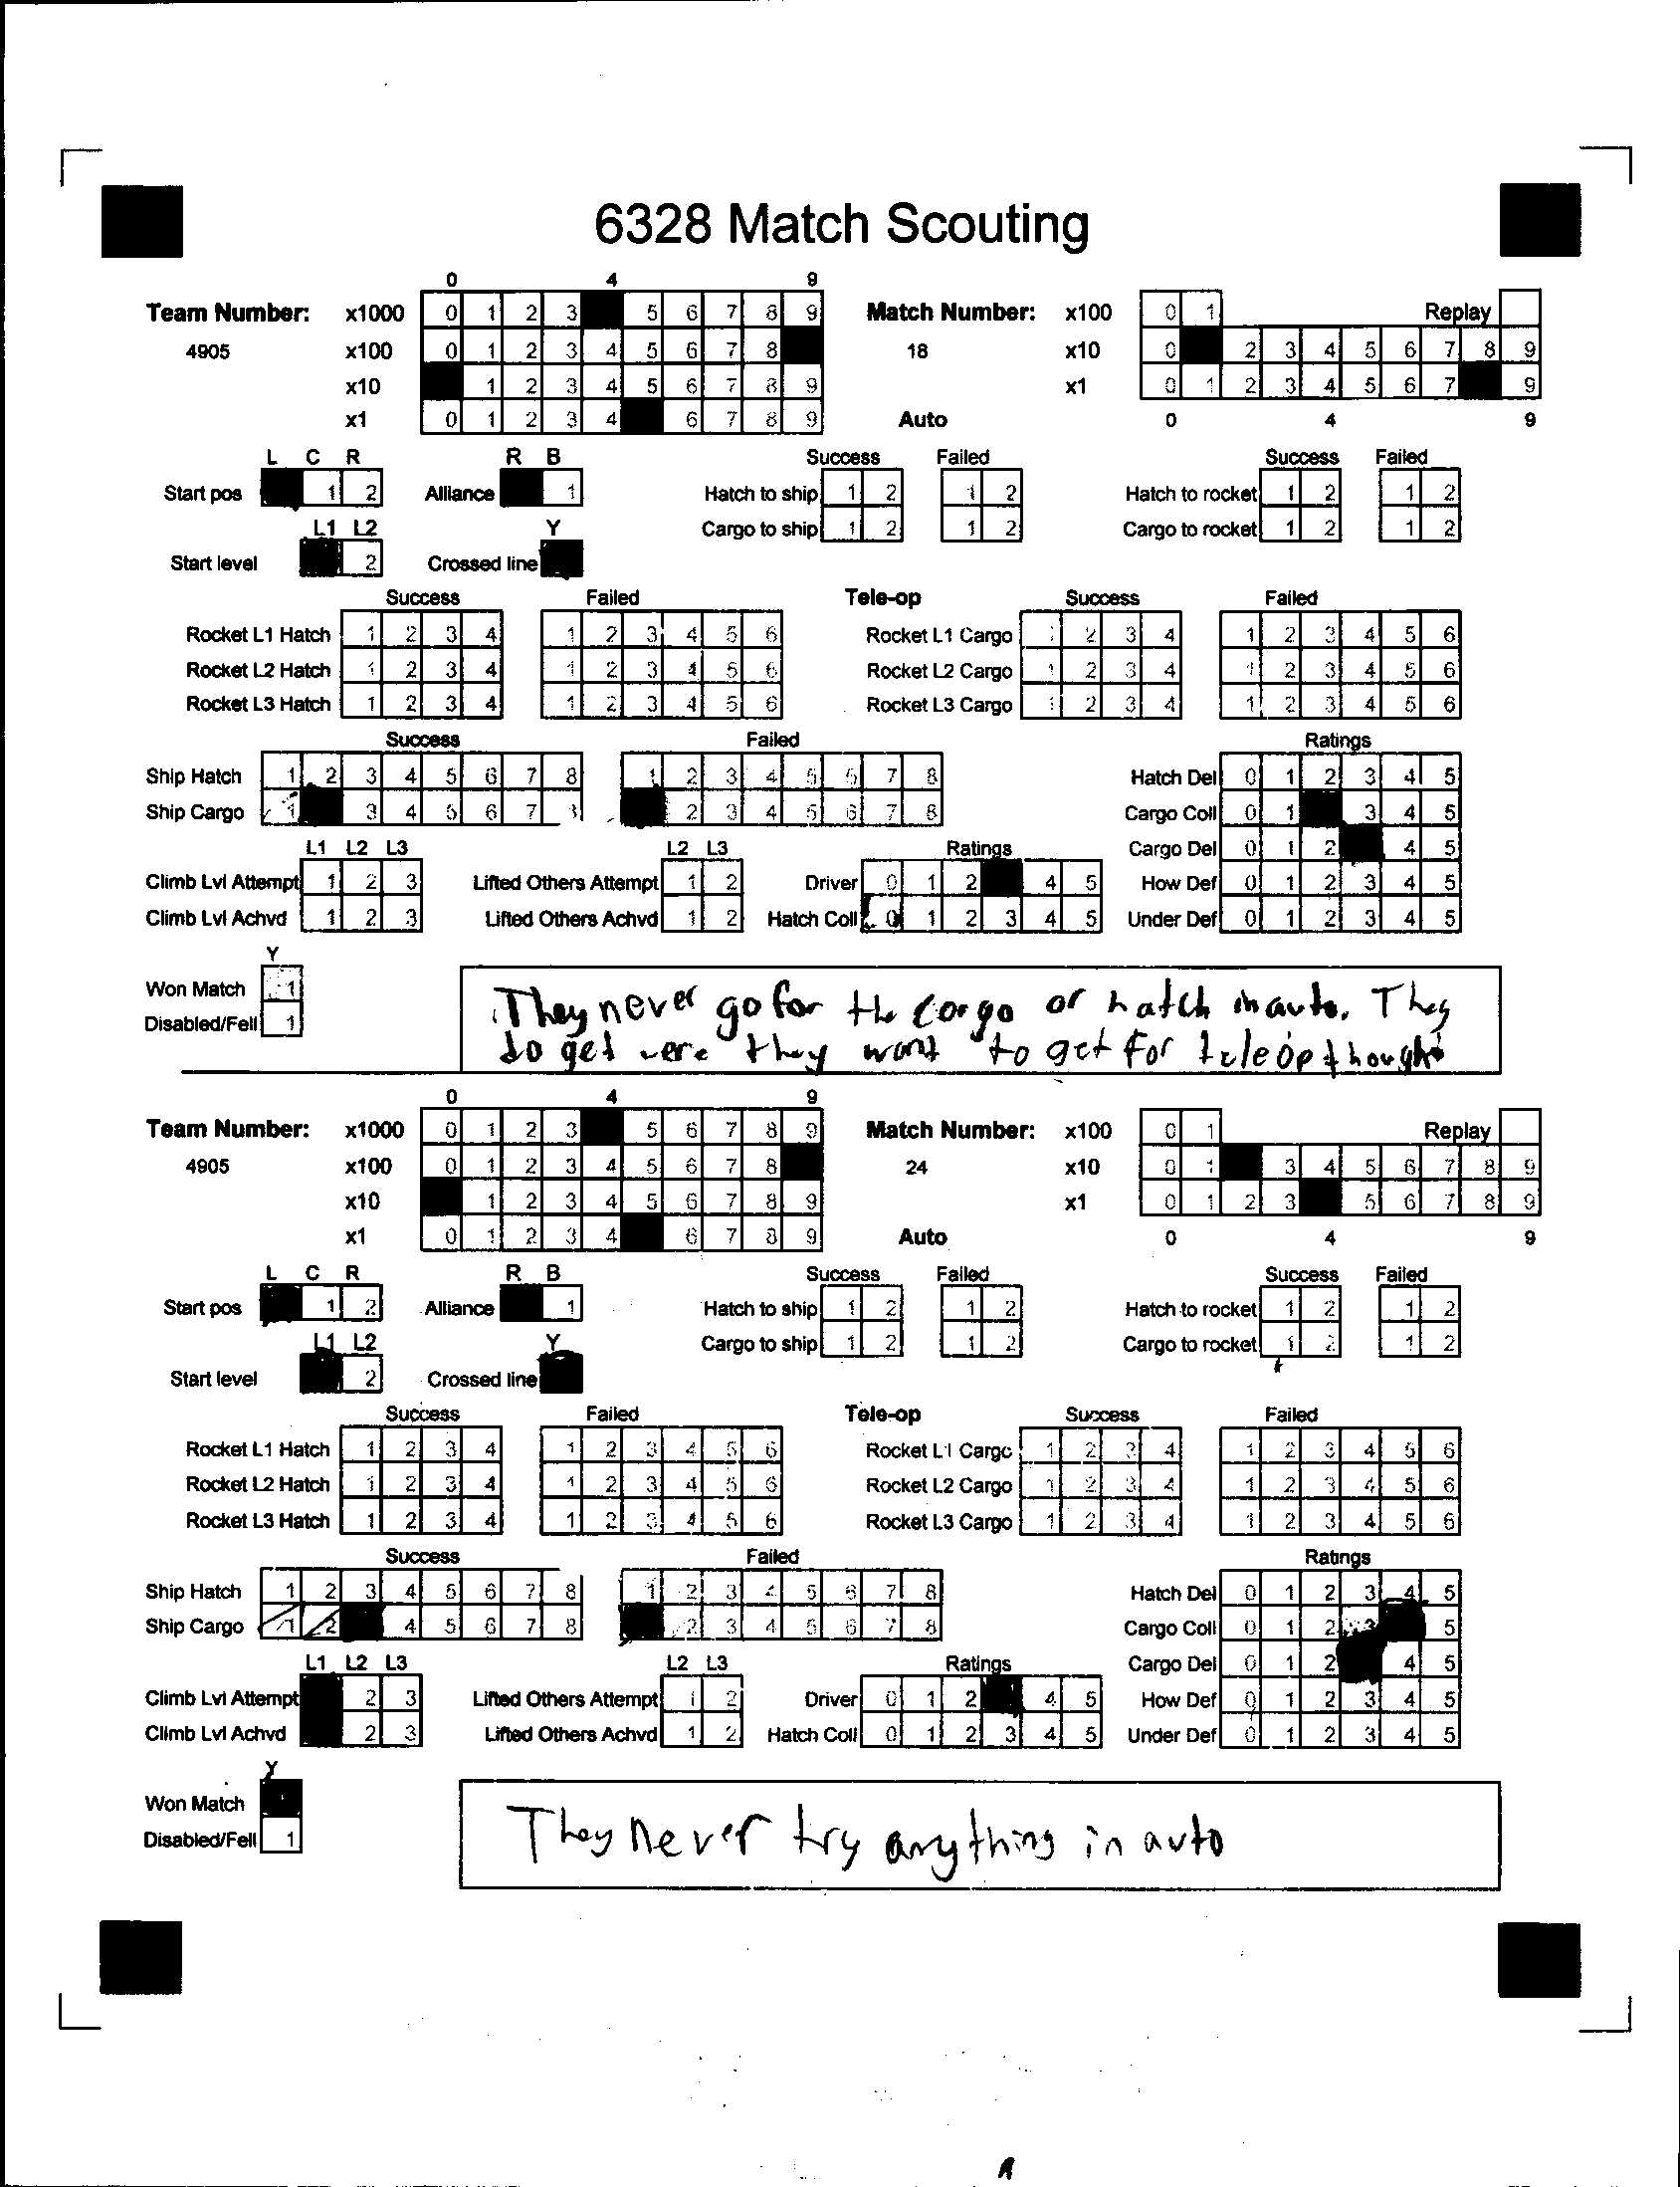 6328 Match Scouting
0 4 9
Team Number: x1000 0 1 2 3 5 6 7 8 9 Match Number: x100 0 1 Replay
4905 x100 0 1 2 3 4 5 6 7 8 18 x10 0 2 3 4 5 6 7 8 9
x10 1 2 3 4 5 6 7 8 9 x1 0 1 2 3 4 5 6 7 9
x1 0 1 2 3 4 6 7 8 9 Auto 0 4 9
L C R R B Success Failed Success Failed
Start pos 1 2 Alliance 1 Hatch to ship 1 2 1 2 Hatch to rocket 1 2 1 2
L1 L2 Y Cargo to ship 1 2 1 2 Cargo to rocket 1 2 1 2
Start level 2 Crossed line
Success Failed Tele-op Success Failed
Rocket L1 Hatch 1 2 3 4 1 2 3 4 5 6 Rocket L1 Cargo 1 2 3 4 1 2 3 4 5 6
Rocket L2 Hatch 1 2 3 4 1 2 3 4 5 6 Rocket L2 Cargo 1 2 3 4 1 2 3 4 5 6
Rocket L3 Hatch 1 2 3 4 1 2 3 4 5 6 Rocket L3 Cargo 1 2 3 4 1 2 3 4 5 6
Success Failed Ratings
Ship Hatch 1 2 3 4 5 6 7 8 1 2 3 4 5 6 7 8 Hatch Del 0 1 2 3 4 5
Ship Cargo 1 3 4 5 6 7 8 2 3 4 5 6 7 8 Cargo Coll 0 1 3 4 5
L1 L2 L3 L2 L3 Ratings Cargo Del 0 1 2 4 5
Climb Lvl Attempt 1 2 3 Lifted Others Attempt 1 2 Driver 0 1 2 4 5 How Def 0 1 2 3 4 5
Climb Lvl Achvd 1 2 3 Lifted Others Achvd 1 2 Hatch Coll 0 1 2 3 4 5 Under Def 0 1 2 3 4 5
Y
Won Match 1
Disabled/Fell 1
They never go for the cargo or hatch in auto. They
do get were they want to get for teleop though
0 4 9
Team Number: x1000 0 1 2 3 5 6 7 8 9 Match Number: x100 0 1 Replay
4905 x100 0 1 2 3 4 5 6 7 8 24 x10 0 1 3 4 5 6 7 8 9
x10 1 2 3 4 5 6 7 8 9 x1 0 1 2 3 5 6 7 8 9
x1 0 1 2 3 4 6 7 8 9 Auto 0 4 9
L C R R B Success Failed Success Failed
Start pos 1 2 Alliance 1 Hatch to ship 1 2 1 2 Hatch to rocket 1 2 1 2
L1 L2 Y Cargo to ship 1 2 1 2 Cargo to rocket 1 2 1 2
Start level 2 Crossed line
Success Failed Tele-op Success Failed
Rocket L1 Hatch 1 2 3 4 1 2 3 4 5 6 Rocket L1 Cargo 1 2 3 4 1 2 3 4 5 6
Rocket L2 Hatch 1 2 3 4 1 2 3 4 5 6 Rocket L2 Cargo 1 2 3 4 1 2 3 4 5 6
Rocket L3 Hatch 1 2 3 4 1 2 3 4 5 6 Rocket L3 Cargo 1 2 3 4 1 2 3 4 5 6
Success Failed Ratings
Ship Hatch 1 2 3 4 5 6 7 8 1 2 3 4 5 6 7 8 Hatch Del 0 1 2 3 4 5
Ship Cargo 1 2 4 5 6 7 8 2 3 4 5 6 7 8 Cargo Coll 0 1 2 3 5
L1 L2 L3 L2 L3 Ratings Cargo Del 0 1 2 4 5
Climb Lvl Attempt 2 3 Lifted Others Attempt 1 2 Driver 0 1 2 4 5 How Def 0 1 2 3 4 5
Climb Lvl Achvd 2 3 Lifted Others Achvd 1 2 Hatch Coll 0 1 2 3 4 5 Under Def 0 1 2 3 4 5
Y
Won Match
Disabled/Fell 1
They never try anything in auto